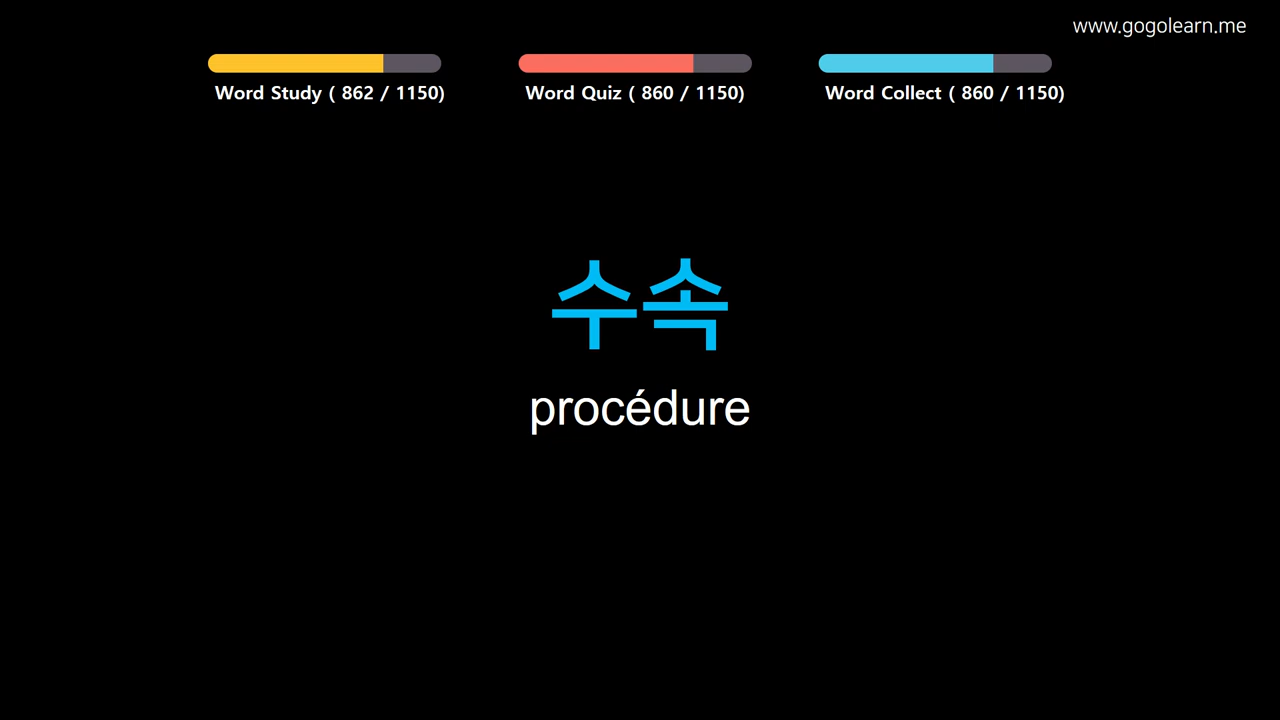 www.gogolearn.me
Word Study ( 862 / 1150)
Word Quiz ( 860 / 1150)
Word Collect ( 860 / 1150)
수속
procédure